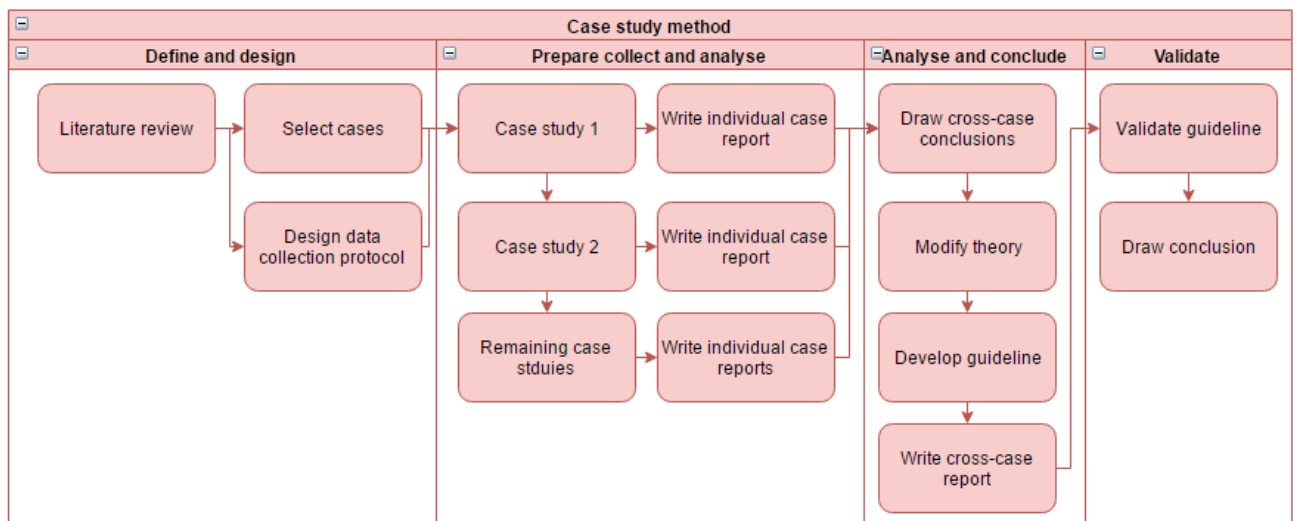 Case study method
Define and design
Prepare collect and analyse
Analyse and conclude
Validate
Literature review
Select cases
Design data
collection protocol
Case study 1
Write individual case
report
Case study 2
Write individual case
report
Remaining case
stduies
Write individual case
reports
Draw cross-case
conclusions
Modify theory
Develop guideline
Write cross-case
report
Validate guideline
Draw conclusion